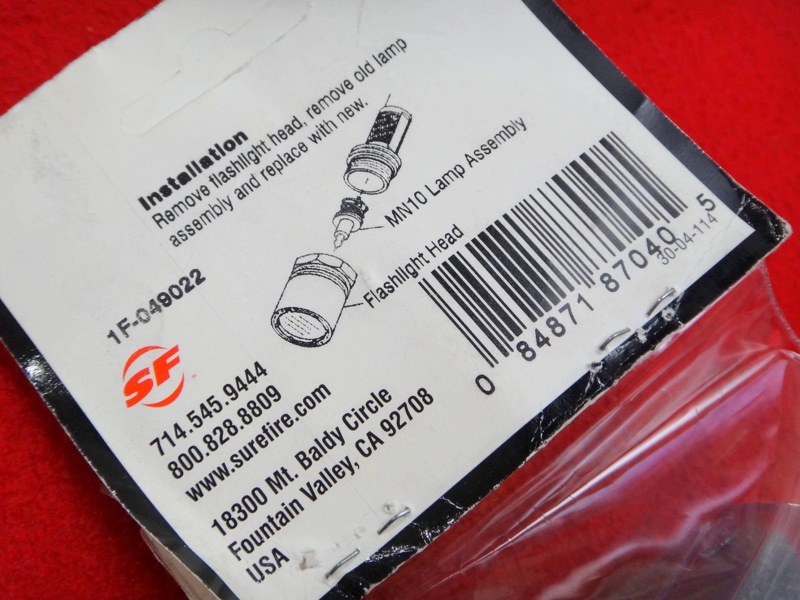 Installation
Remove flashlight head, remove old lamp
assembly and replace with new.
MN10 Lamp Assembly
Flashlight Head
1F-049022
SF
714.545.9444
800.828.8809
www.surefire.com
18300 Mt. Baldy Circle
Fountain Valley, CA 92708
USA
0 84871 87040 5
30-04-114